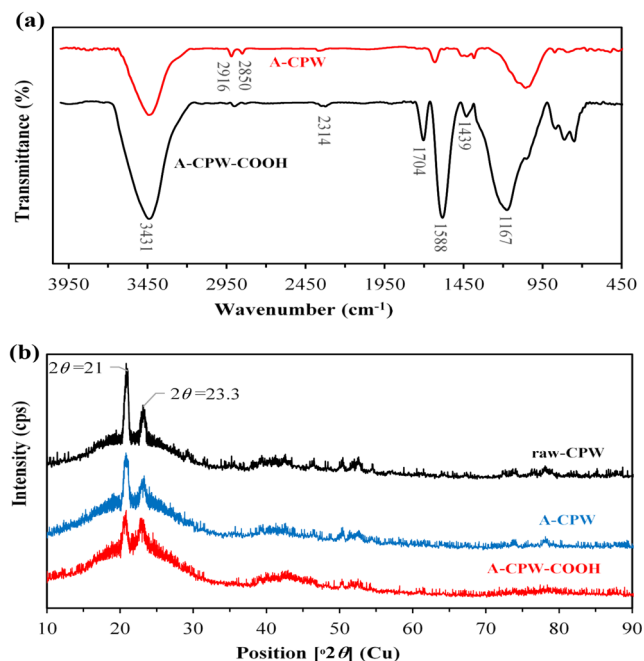 (a)
A-CPW
2916
2850
A-CPW-COOH
2314
1704
1439
3431
1588
1167
Transmittance (%)
3950 3450 2950 2450 1950 1450 950 450
Wavenumber (cm⁻¹)
(b)
2θ=21
2θ=23.3
raw-CPW
A-CPW
A-CPW-COOH
Intensity (cps)
10 20 30 40 50 60 70 80 90
Position [°2θ] (Cu)